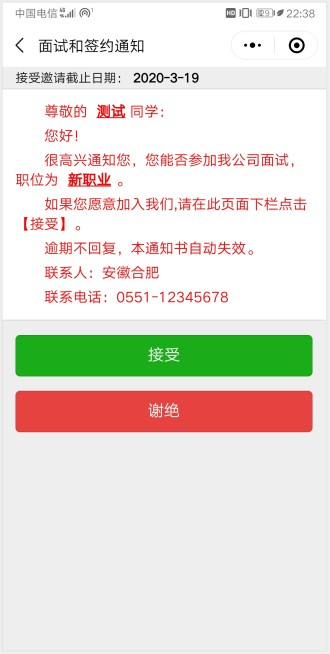 中国电信 22:38
面试和签约通知
接受邀请截止日期： 2020-3-19
尊敬的 测试 同学：
您好！
很高兴通知您，您能否参加我公司面试，
职位为 新职业 。
如果您愿意加入我们,请在此页面下栏点击
【接受】。
逾期不回复，本通知书自动失效。
联系人：安徽合肥
联系电话：0551-12345678
接受
谢绝